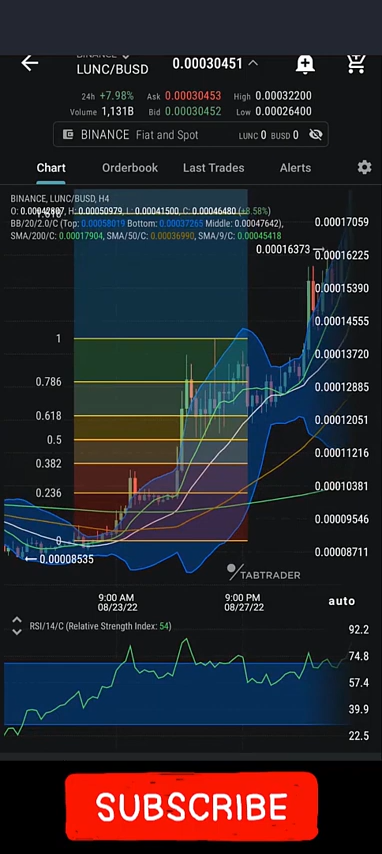 BINANCE
LUNC/BUSD 0.00030451
24h +7.98% Ask 0.00030453 High 0.00032200
Volume 1,131B Bid 0.00030452 Low 0.00026400
BINANCE Fiat and Spot LUNC 0 BUSD 0
Chart Orderbook Last Trades Alerts
BINANCE, LUNC/BUSD, H4
O: H: 0.00050979, L: 0.00041500, C: 0.00046480
BB/20/2.0/C (Top: 0.00058019 Bottom: 0.00037265 Middle: 0.00047642),
SMA/200/C: 0.00017904, SMA/50/C: 0.00036990, SMA/9/C: 0.00045418
0.00017059
0.00016373
0.00016225
0.00015390
0.00014555
1
0.00013720
0.786
0.00012885
0.618
0.00012051
0.5
0.382
0.00011216
0.236
0.00010381
0.00009546
0
0.00008711
0.00008535
TABTRADER
9:00 AM 9:00 PM
08/23/22 08/27/22
auto
RSI/14/C (Relative Strength Index: 54)
92.2
74.8
57.4
39.9
22.5
SUBSCRIBE